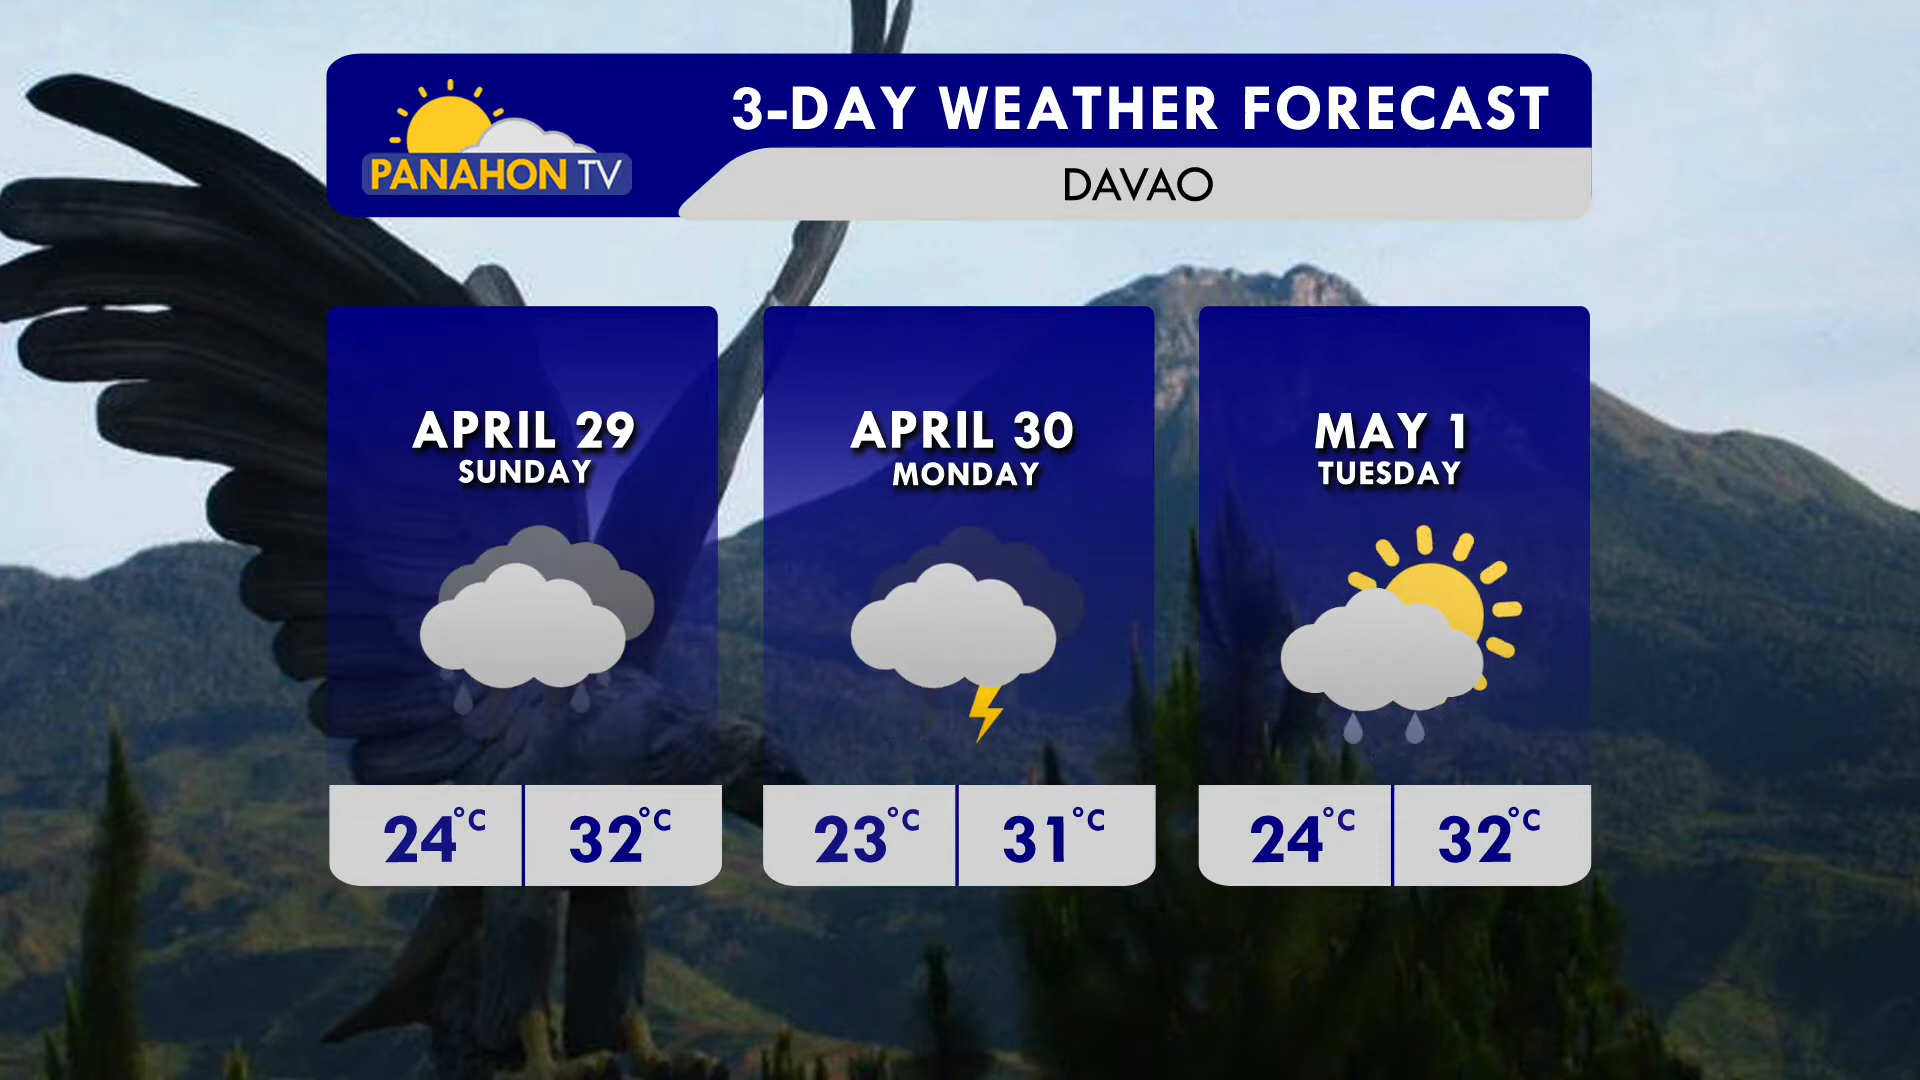 3-DAY WEATHER FORECAST
PANAHON TV
DAVAO
APRIL 29
SUNDAY
24°C
32°C
APRIL 30
MONDAY
23°C
31°C
MAY 1
TUESDAY
24°C
32°C